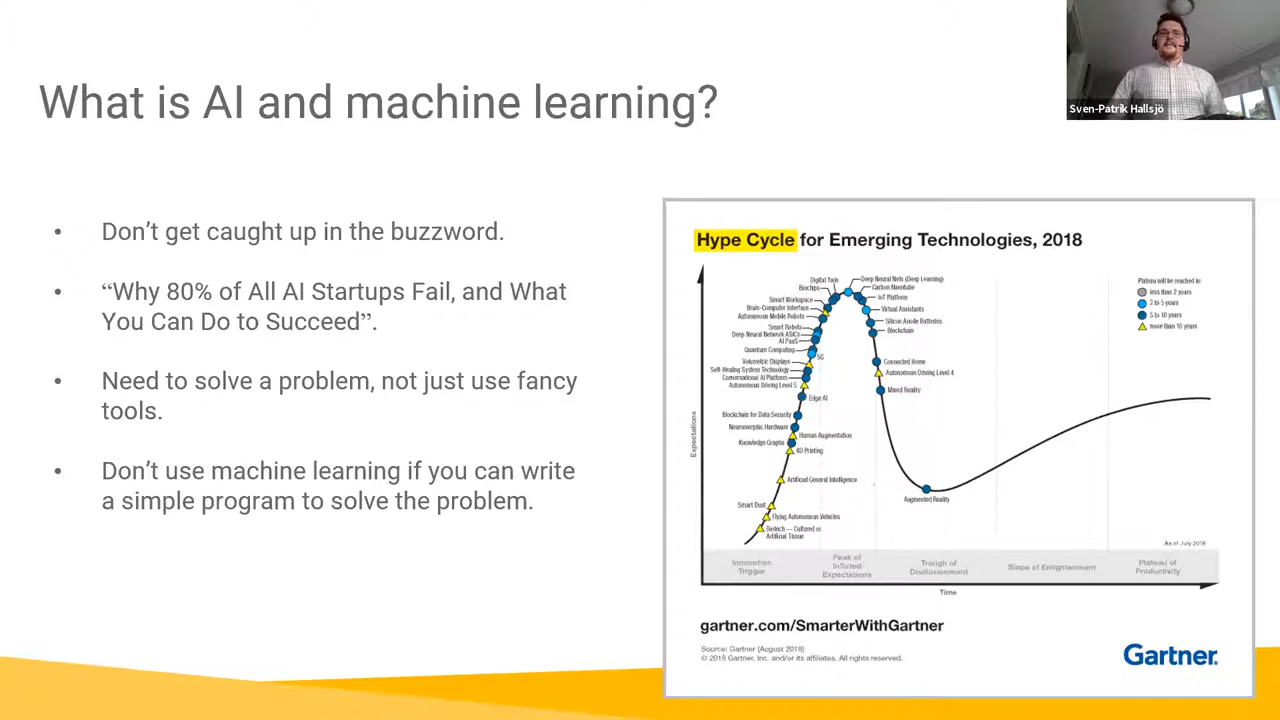 What is AI and machine learning?
Sven-Patrik Hallsjö
• Don’t get caught up in the buzzword.
• “Why 80% of All AI Startups Fail, and What
You Can Do to Succeed”.
• Need to solve a problem, not just use fancy
tools.
• Don’t use machine learning if you can write
a simple program to solve the problem.
Hype Cycle for Emerging Technologies, 2018
Expectations
Digital Twin
Biochips
Smart Workspace
Brain-Computer Interface
Autonomous Mobile Robots
Smart Robots
Deep Neural Network ASICs
AI PaaS
Quantum Computing
5G
Volumetric Displays
Self-Healing System Technology
Conversational AI Platform
Autonomous Driving Level 5
Edge AI
Blockchain for Data Security
Neuromorphic Hardware
Human Augmentation
Knowledge Graphs
4D Printing
Artificial General Intelligence
Smart Dust
Flying Autonomous Vehicles
Biotech — Cultured or
Artificial Tissue
Deep Neural Nets (Deep Learning)
Carbon Nanotube
IoT Platform
Virtual Assistants
Silicon Anode Batteries
Blockchain
Connected Home
Autonomous Driving Level 4
Mixed Reality
Augmented Reality
Plateau will be reached in:
less than 2 years
2 to 5 years
5 to 10 years
more than 10 years
As of July 2018
Innovation
Trigger
Peak of
Inflated
Expectations
Trough of
Disillusionment
Slope of Enlightenment
Plateau of
Productivity
Time
gartner.com/SmarterWithGartner
Source: Gartner (August 2018)
© 2018 Gartner, Inc. and/or its affiliates. All rights reserved.
Gartner.